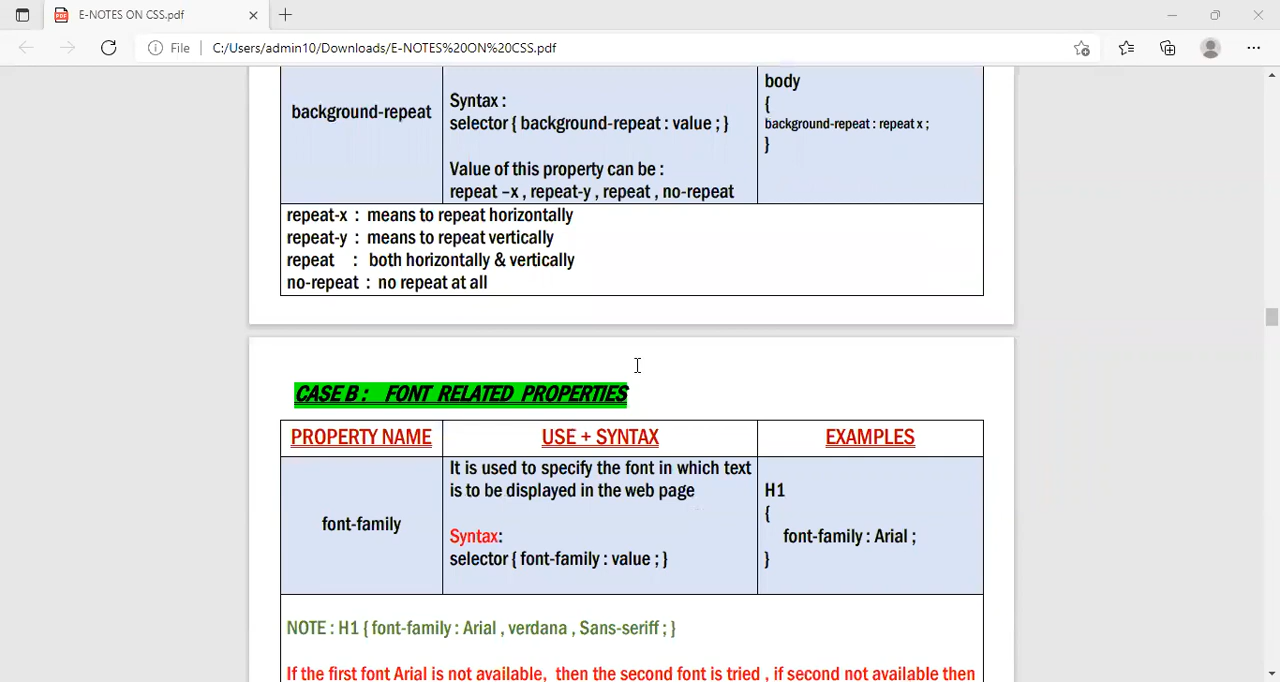 E-NOTES ON CSS.pdf
File
C:/Users/admin10/Downloads/E-NOTES%20ON%20CSS.pdf
background-repeat
Syntax :
selector { background-repeat : value ; }
Value of this property can be :
repeat –x , repeat-y , repeat , no-repeat
body
{
background-repeat : repeat x ;
}
repeat-x : means to repeat horizontally
repeat-y : means to repeat vertically
repeat : both horizontally & vertically
no-repeat : no repeat at all
CASE B : FONT RELATED PROPERTIES
PROPERTY NAME
USE + SYNTAX
EXAMPLES
font-family
It is used to specify the font in which text
is to be displayed in the web page
Syntax:
selector { font-family : value ; }
H1
{
font-family : Arial ;
}
NOTE : H1 { font-family : Arial , verdana , Sans-seriff ; }
If the first font Arial is not available, then the second font is tried , if second not available then